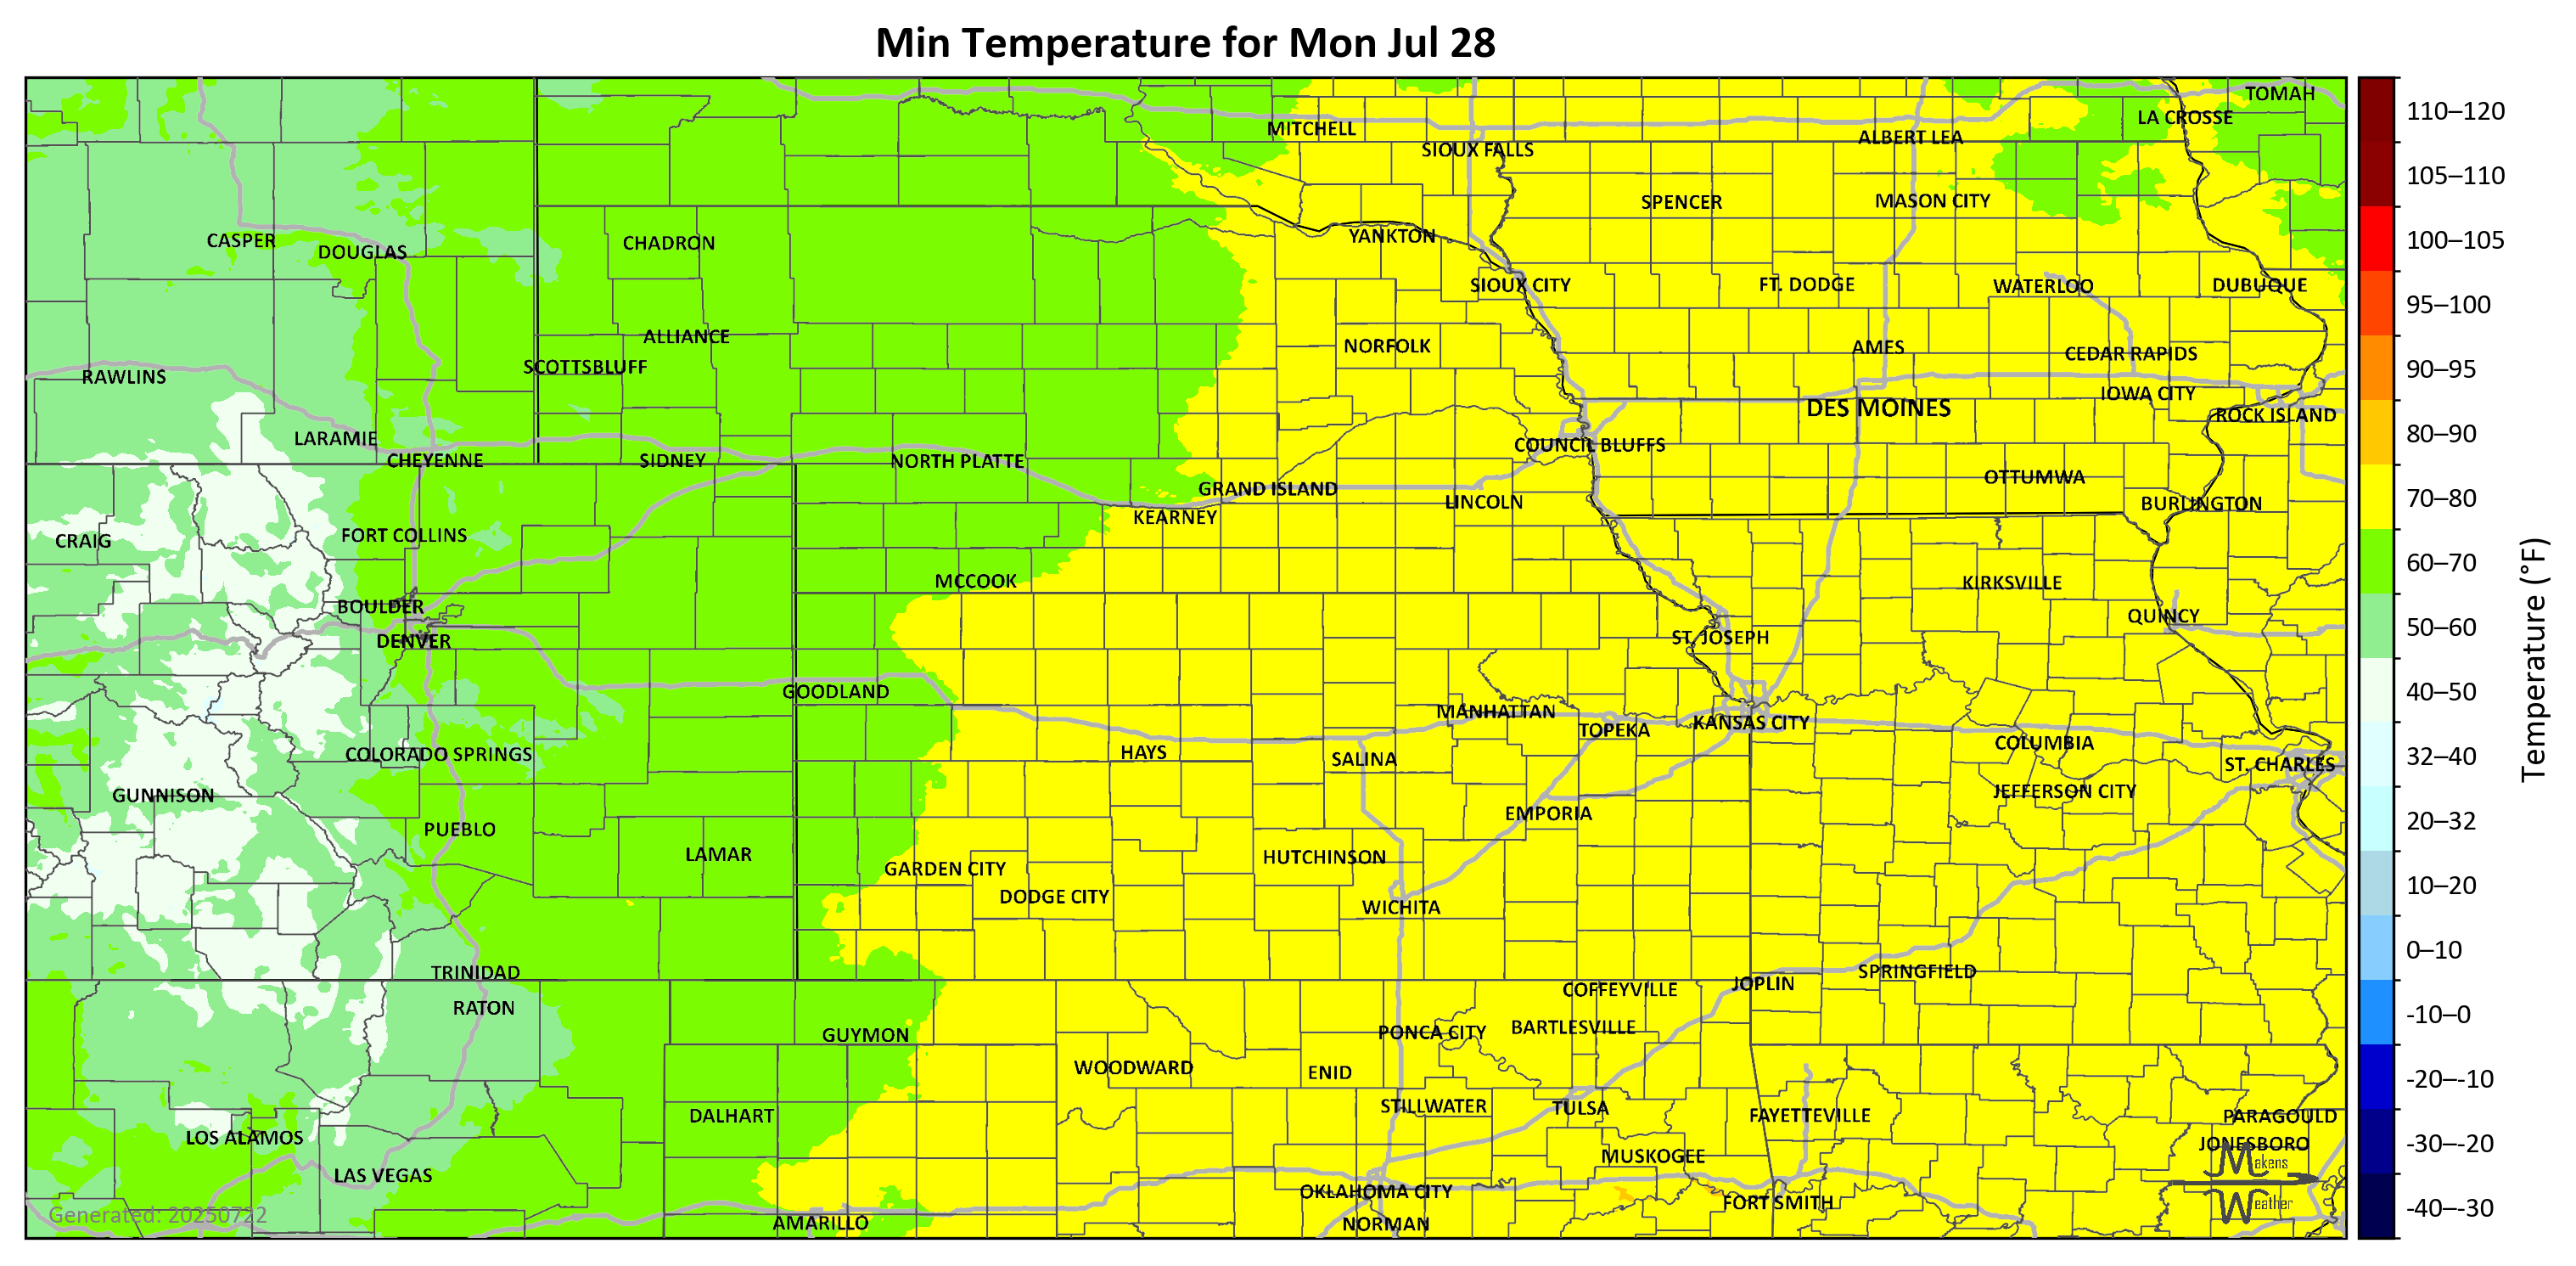 Min Temperature for Mon Jul 28
TOMAH
LA CROSSE
MITCHELL
ALBERT LEA
SIOUX FALLS
SPENCER
MASON CITY
YANKTON
CASPER
CHADRON
DOUGLAS
SIOUX CITY
FT. DODGE
WATERLOO
DUBUQUE
ALLIANCE
NORFOLK
AMES
CEDAR RAPIDS
SCOTTSBLUFF
RAWLINS
IOWA CITY
DES MOINES
ROCK ISLAND
LARAMIE
COUNCIL BLUFFS
CHEYENNE
SIDNEY
NORTH PLATTE
OTTUMWA
GRAND ISLAND
LINCOLN
BURLINGTON
KEARNEY
FORT COLLINS
CRAIG
MCCOOK
KIRKSVILLE
BOULDER
QUINCY
DENVER
ST. JOSEPH
GOODLAND
MANHATTAN
KANSAS CITY
TOPEKA
COLUMBIA
HAYS
COLORADO SPRINGS
SALINA
ST. CHARLES
JEFFERSON CITY
GUNNISON
EMPORIA
PUEBLO
LAMAR
HUTCHINSON
GARDEN CITY
DODGE CITY
WICHITA
TRINIDAD
SPRINGFIELD
JOPLIN
COFFEYVILLE
RATON
BARTLESVILLE
PONCA CITY
GUYMON
WOODWARD
ENID
STILLWATER
TULSA
DALHART
FAYETTEVILLE
PARAGOULD
LOS ALAMOS
JONESBORO
MUSKOGEE
LAS VEGAS
OKLAHOMA CITY
FORT SMITH
AMARILLO
NORMAN
Makens
Weather
Generated: 20250722
110–120
105–110
100–105
95–100
90–95
80–90
70–80
60–70
50–60
40–50
32–40
20–32
10–20
0–10
-10–0
-20–-10
-30–-20
-40–-30
Temperature (°F)